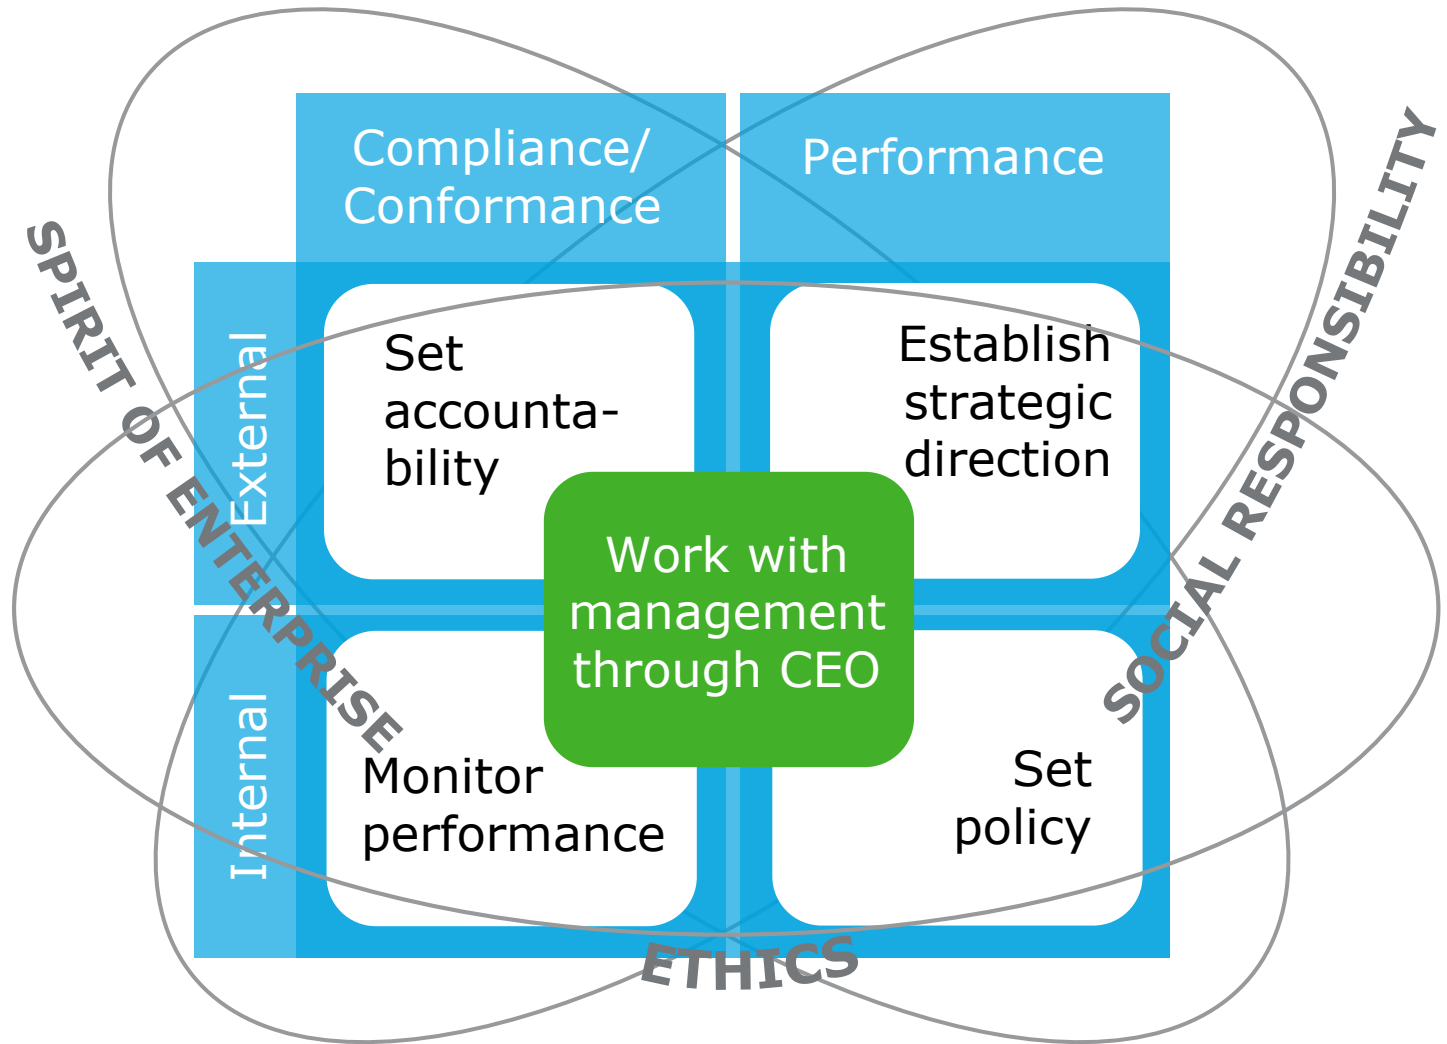 Compliance/
Conformance
Performance
SPIRIT OF ENTERPRISE
SOCIAL RESPONSIBILITY
External
Set
accounta-
bility
Establish
strategic
direction
Work with
management
through CEO
Internal
Monitor
performance
Set
policy
ETHICS